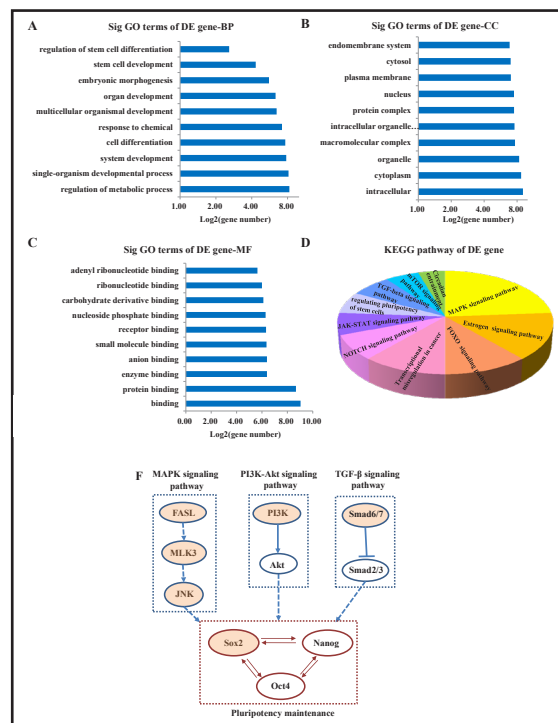 A
Sig GO terms of DE gene-BP
regulation of stem cell differentiation
stem cell development
embryonic morphogenesis
organ development
multicellular organismal development
response to chemical
cell differentiation
system development
single-organism developmental process
regulation of metabolic process
1.00 8.00
Log2(gene number)
B
Sig GO terms of DE gene-CC
endomembrane system
cytosol
plasma membrane
nucleus
protein complex
intracellular organelle…
macromolecular complex
organelle
cytoplasm
intracellular
1.00 2.00 4.00 8.00
Log2(gene number)
C
Sig GO terms of DE gene-MF
adenyl ribonucleotide binding
ribonucleotide binding
carbohydrate derivative binding
nucleoside phosphate binding
receptor binding
small molecule binding
anion binding
enzyme binding
protein binding
binding
0.00 2.00 4.00 6.00 8.00 10.00
Log2(gene number)
D
KEGG pathway of DE gene
MAPK signaling pathway
Estrogen signaling pathway
FOXO signaling pathway
Transcriptional
misregulation in cancer
NOTCH signaling pathway
JAK-STAT signaling pathway
regulating pluripotency
of stem cells
TGF-beta signaling
pathway
mTOR signaling
pathway
Circadian
entrainment
F
MAPK signaling
pathway
PI3K-Akt signaling
pathway
TGF-β signaling
pathway
FASL
MLK3
JNK
PI3K
Akt
Smad6/7
Smad2/3
Sox2
Nanog
Oct4
Pluripotency maintenance